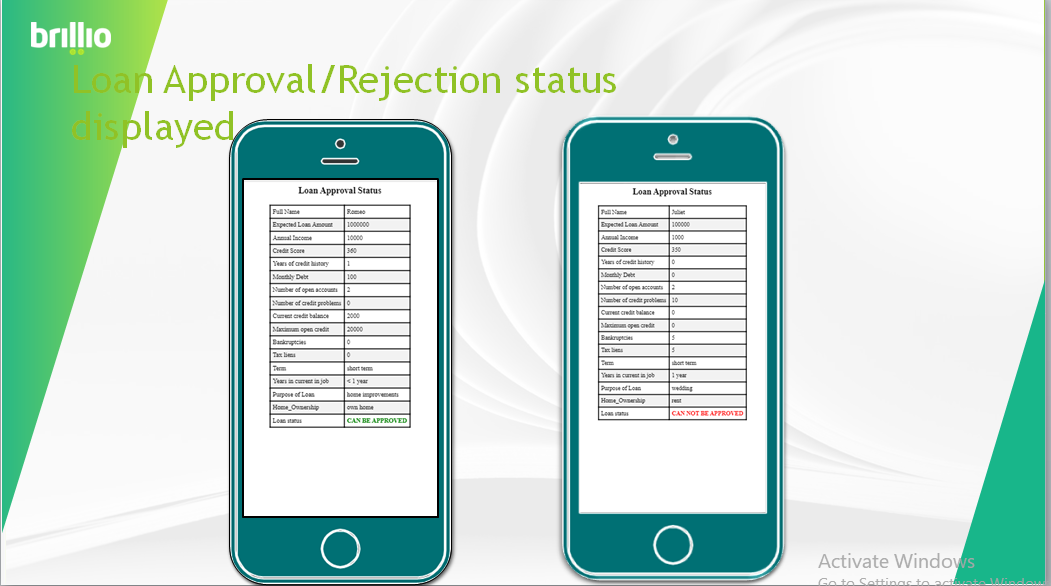 brillio
Loan Approval/Rejection status
displayed
Loan Approval Status
Full Name Romeo
Expected Loan Amount 1000000
Annual Income 10000
Credit Score 360
Years of credit history 1
Monthly Debt 100
Number of open accounts 2
Number of credit problems 0
Current credit balance 2000
Maximum open credit 20000
Bankruptcies 0
Tax liens 0
Term short term
Years in current in job < 1 year
Purpose of Loan home improvements
Home_Ownership own home
Loan status CAN BE APPROVED
Loan Approval Status
Full Name Juliet
Expected Loan Amount 100000
Annual Income 1000
Credit Score 350
Years of credit history 0
Monthly Debt 0
Number of open accounts 2
Number of credit problems 10
Current credit balance 0
Maximum open credit 0
Bankruptcies 5
Tax liens 5
Term short term
Years in current in job 1 year
Purpose of Loan wedding
Home_Ownership rent
Loan status CAN NOT BE APPROVED
Activate Windows
Go to Settings to activate Window